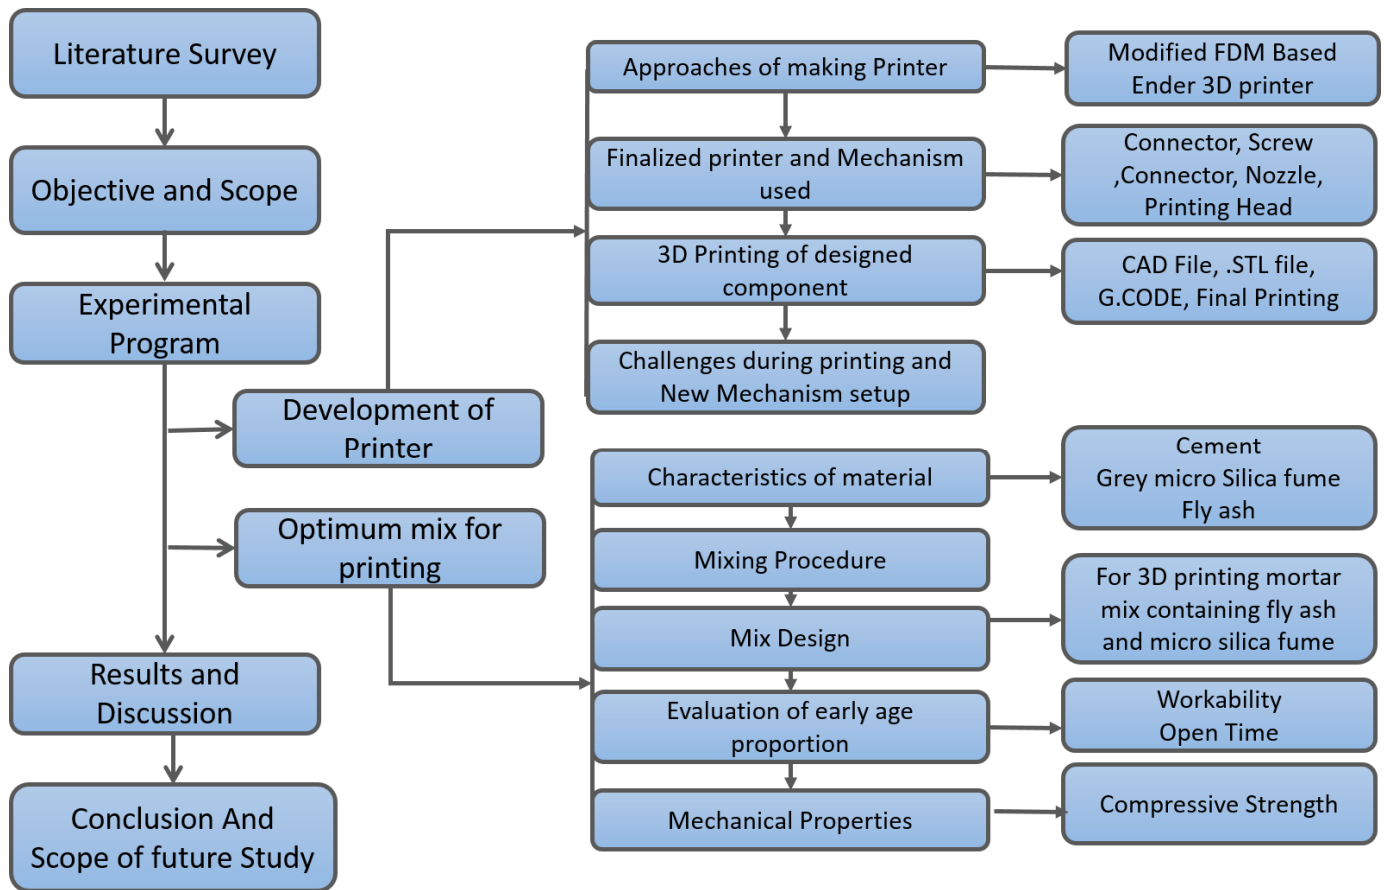 Literature Survey
Objective and Scope
Experimental
Program
Development of
Printer
Optimum mix for
printing
Results and
Discussion
Conclusion And
Scope of future Study
Approaches of making Printer
Modified FDM Based
Ender 3D printer
Finalized printer and Mechanism
used
Connector, Screw
,Connector, Nozzle,
Printing Head
3D Printing of designed
component
CAD File, .STL file,
G.CODE, Final Printing
Challenges during printing and
New Mechanism setup
Characteristics of material
Cement
Grey micro Silica fume
Fly ash
Mixing Procedure
Mix Design
For 3D printing mortar
mix containing fly ash
and micro silica fume
Evaluation of early age
proportion
Workability
Open Time
Mechanical Properties
Compressive Strength